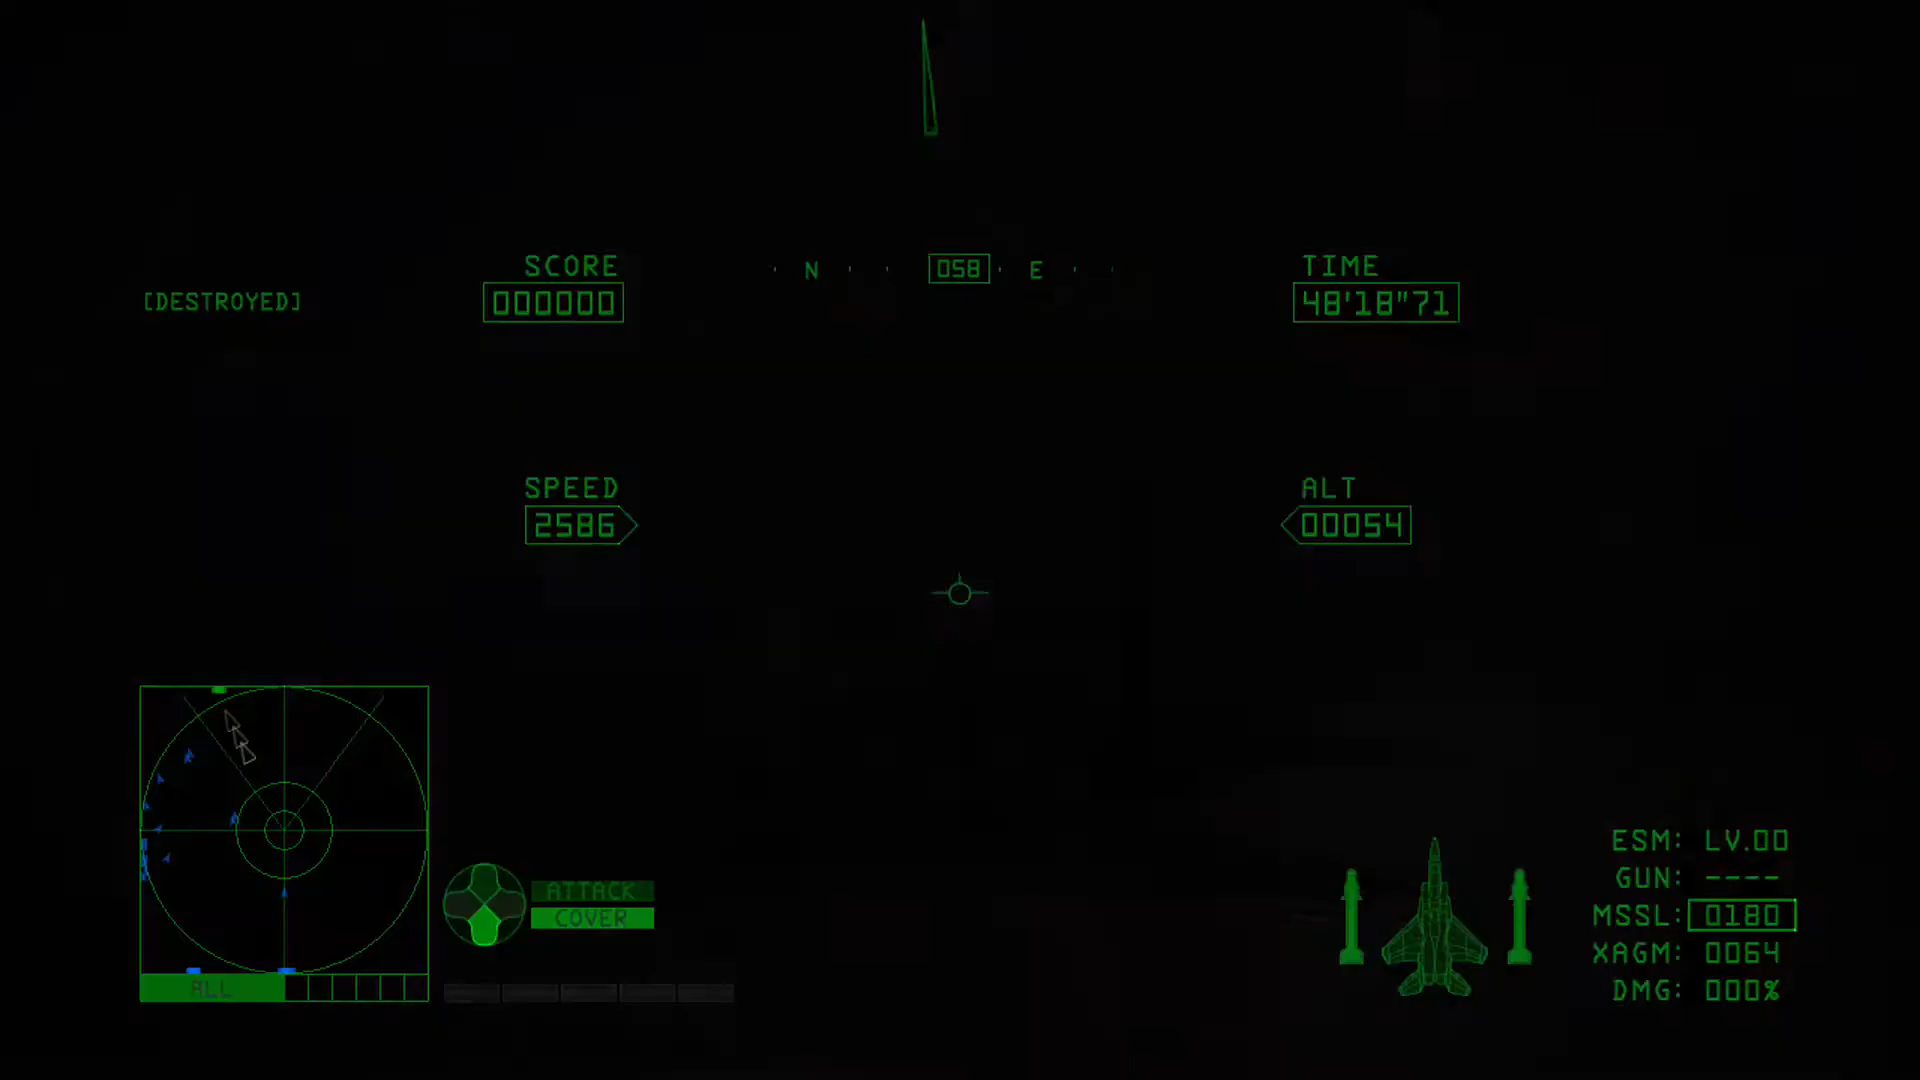 SCORE
N 058 E
TIME
[DESTROYED]
000000
48'18"71
SPEED
ALT
2586
00054
ESM: LV.00
GUN: ----
ATTACK
MSSL: 0180
COVER
XAGM: 0064
ALL
DMG: 000%